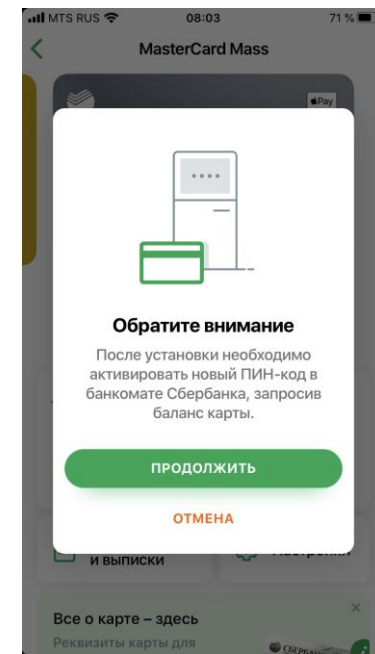 MTS RUS 08:03 71 %
MasterCard Mass
Pay
Обратите внимание
После установки необходимо
активировать новый ПИН-код в
банкомате Сбербанка, запросив
баланс карты.
ПРОДОЛЖИТЬ
ОТМЕНА
и выписки
Все о карте – здесь
Реквизиты карты для